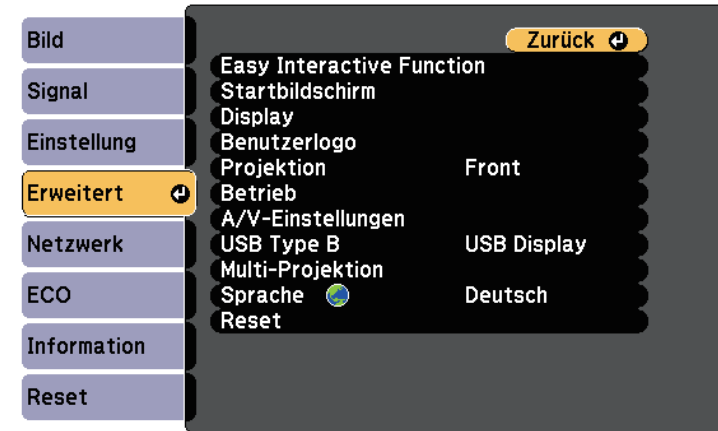 Bild
Signal
Einstellung
Erweitert
Netzwerk
ECO
Information
Reset
Zurück
Easy Interactive Function
Startbildschirm
Display
Benutzerlogo
Projektion Front
Betrieb
A/V-Einstellungen
USB Type B USB Display
Multi-Projektion
Sprache Deutsch
Reset